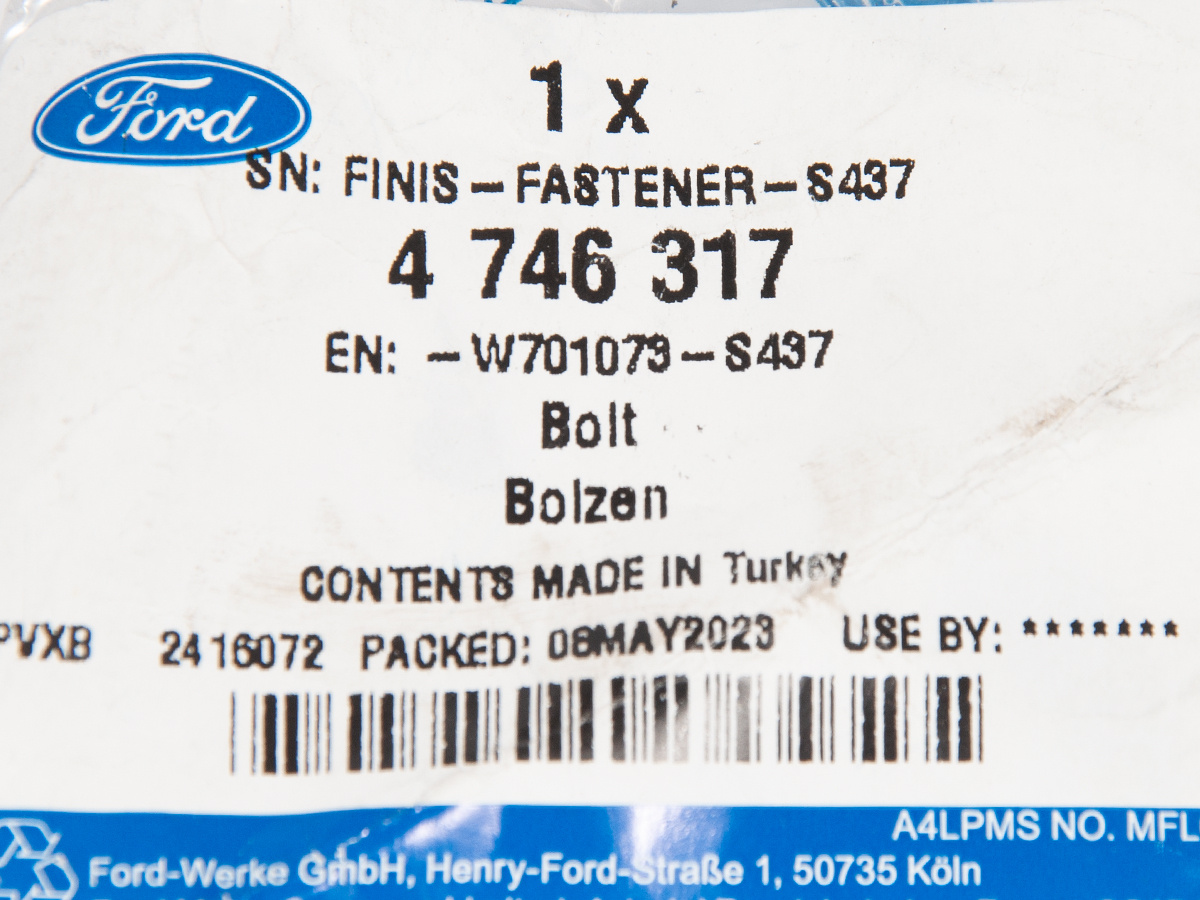 Ford
1 x
SN: FINIS-FASTENER-S437
4 746 317
EN: -W701073-S437
Bolt
Bolzen
CONTENTS MADE IN Turkey
PVXB 2416072 PACKED: 08MAY2023 USE BY: *******
A4LPMS NO. MFL
Ford-Werke GmbH, Henry-Ford-Straße 1, 50735 Köln